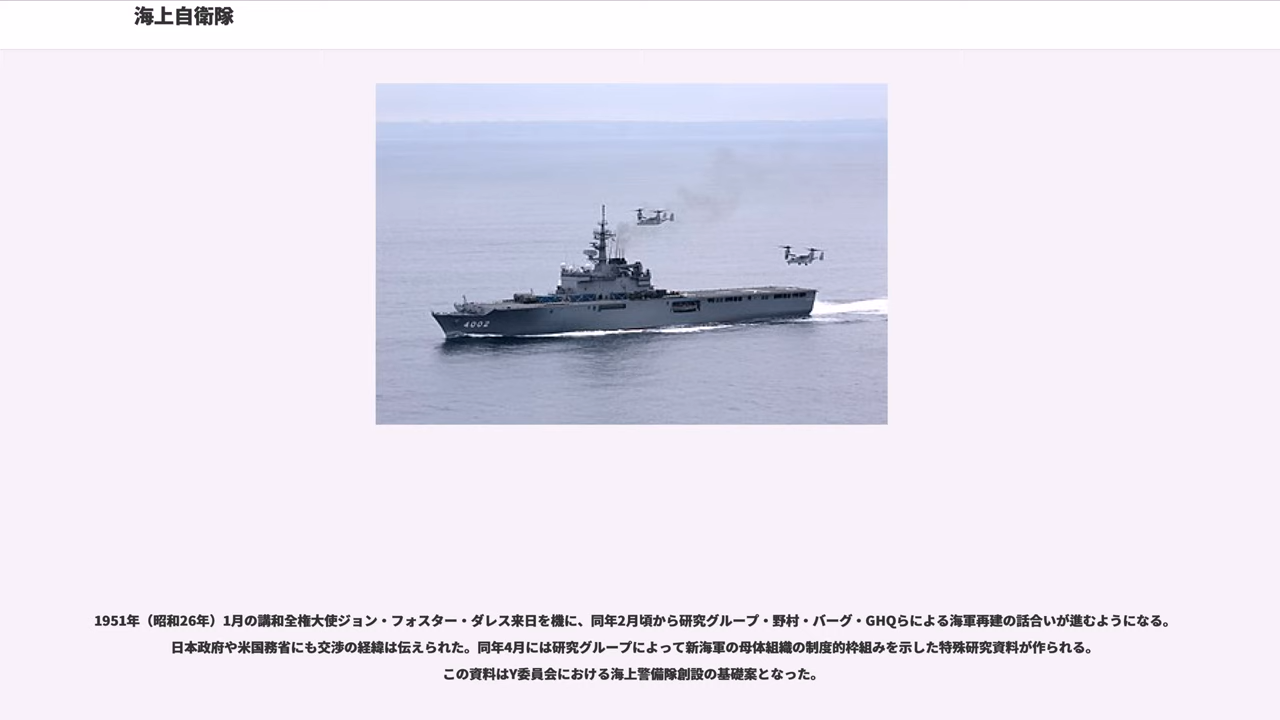 海上自衛隊
4002
1951年（昭和26年）1月の講和全権大使ジョン・フォスター・ダレス来日を機に、同年2月頃から研究グループ・野村・バーグ・GHQらによる海軍再建の話合いが進むようになる。
日本政府や米国務省にも交渉の経緯は伝えられた。同年4月には研究グループによって新海軍の母体組織の制度的枠組みを示した特殊研究資料が作られる。
この資料はY委員会における海上警備隊創設の基礎案となった。